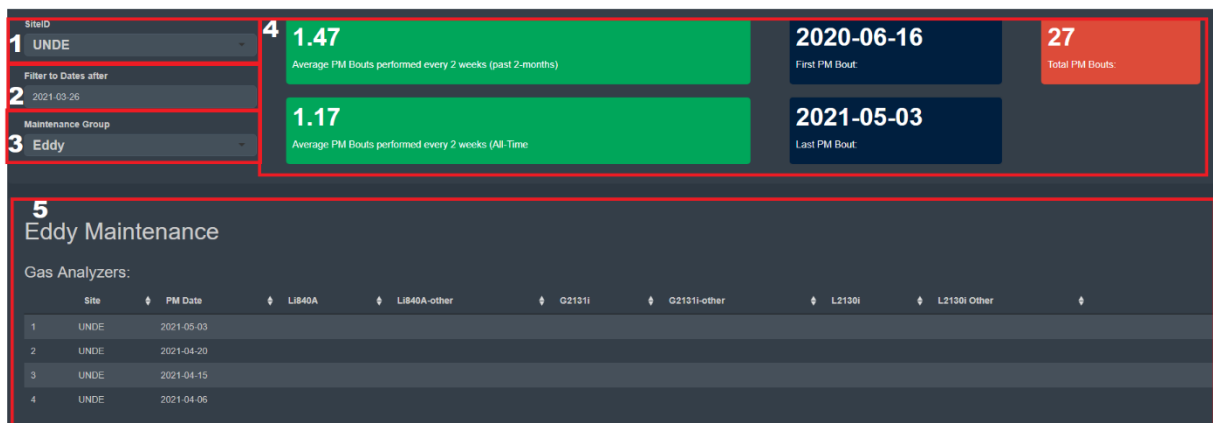 1
SiteID
UNDE
2
Filter to Dates after
2021-03-26
3
Maintenance Group
Eddy
4
1.47
Average PM Bouts performed every 2 weeks (past 2-months)
2020-06-16
First PM Bout:
27
Total PM Bouts:
1.17
Average PM Bouts performed every 2 weeks (All-Time
2021-05-03
Last PM Bout:
5
Eddy Maintenance
Gas Analyzers:
Site PM Date Li840A Li840A-other G2131i G2131i-other L2130i L2130i Other
1 UNDE 2021-05-03
2 UNDE 2021-04-20
3 UNDE 2021-04-15
4 UNDE 2021-04-06